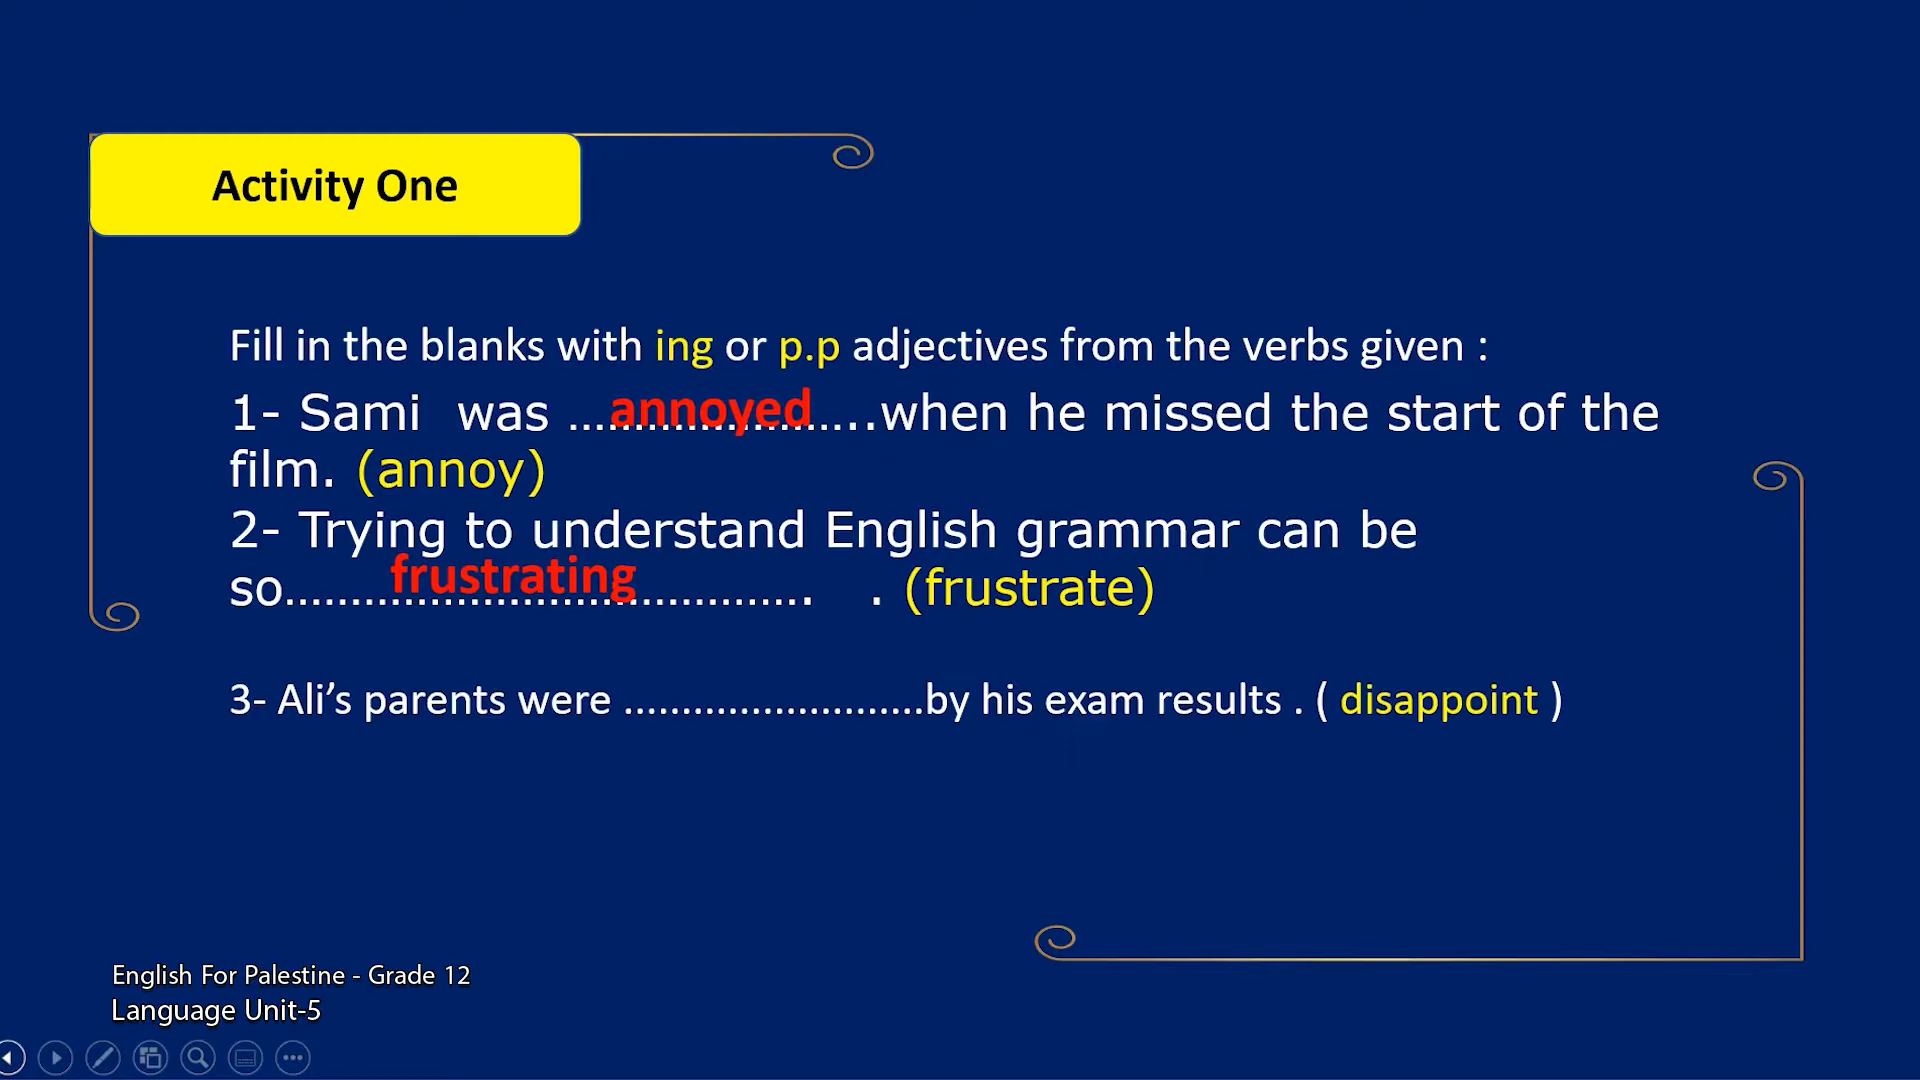 Activity One
Fill in the blanks with ing or p.p adjectives from the verbs given :
1- Sami was ...annoyed.....when he missed the start of the
film. (annoy)
2- Trying to understand English grammar can be
so......frustrating....... . (frustrate)
3- Ali’s parents were ..........................by his exam results . ( disappoint )
English For Palestine - Grade 12
Language Unit-5